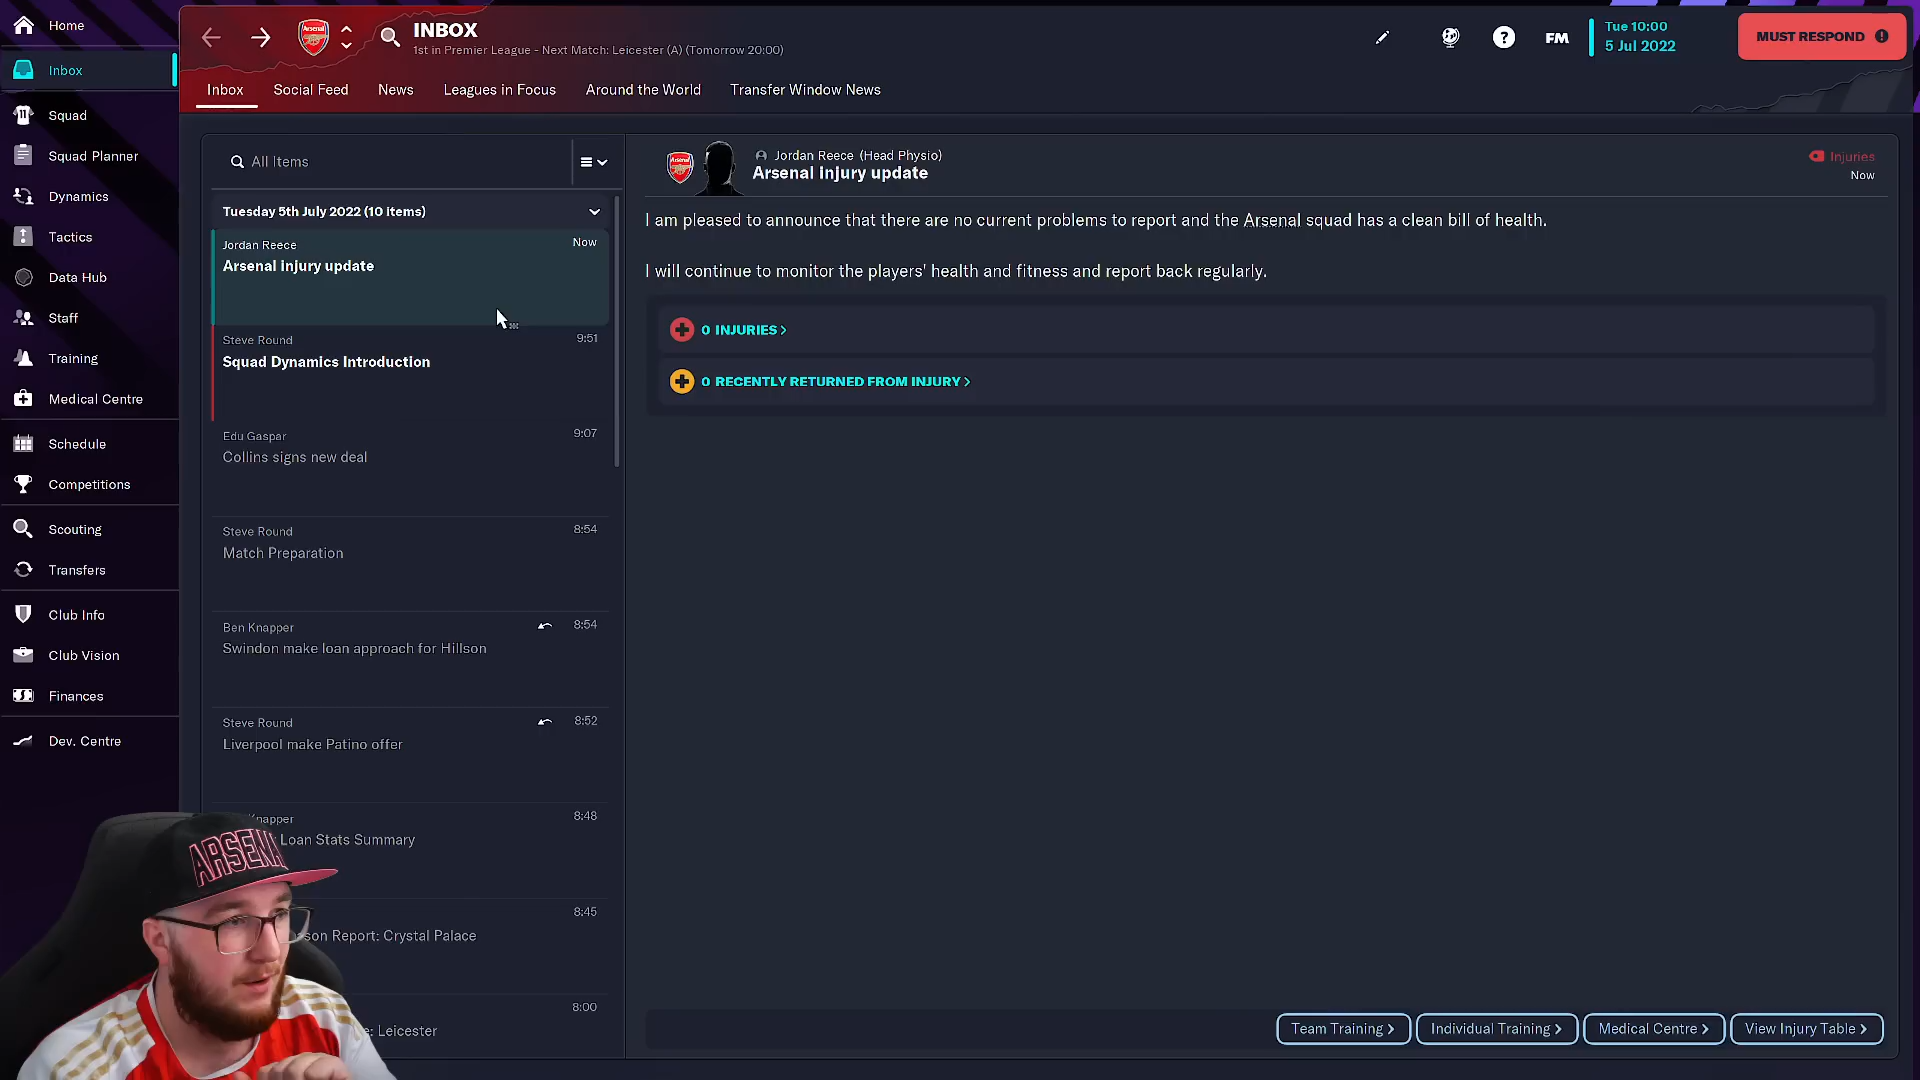 Home
Inbox
Squad
Squad Planner
Dynamics
Tactics
Data Hub
Staff
Training
Medical Centre
Schedule
Competitions
Scouting
Transfers
Club Info
Club Vision
Finances
Dev. Centre
INBOX
1st in Premier League - Next Match: Leicester (A) (Tomorrow 20:00)
FM
Tue 10:00
5 Jul 2022
MUST RESPOND
Inbox Social Feed News Leagues in Focus Around the World Transfer Window News
All Items
Tuesday 5th July 2022 (10 Items)
Jordan Reece Now
Arsenal injury update
Steve Round 9:51
Squad Dynamics Introduction
Edu Gaspar 9:07
Collins signs new deal
Steve Round 8:54
Match Preparation
Ben Knapper 8:54
Swindon make loan approach for Hillson
Steve Round 8:52
Liverpool make Patino offer
Knapper 8:48
Loan Stats Summary
8:45
Report: Crystal Palace
8:00
Leicester
Jordan Reece (Head Physio)
Arsenal injury update
Injuries
Now
I am pleased to announce that there are no current problems to report and the Arsenal squad has a clean bill of health.
I will continue to monitor the players' health and fitness and report back regularly.
0 INJURIES >
0 RECENTLY RETURNED FROM INJURY >
Team Training > Individual Training > Medical Centre > View Injury Table >
ARSENAL